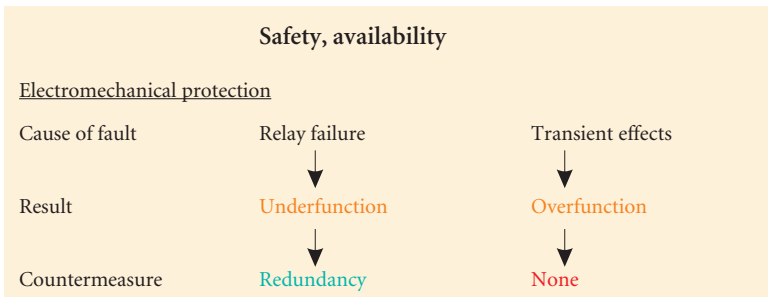 Safety, availability
Electromechanical protection
Cause of fault Relay failure Transient effects
Result Underfunction Overfunction
Countermeasure Redundancy None